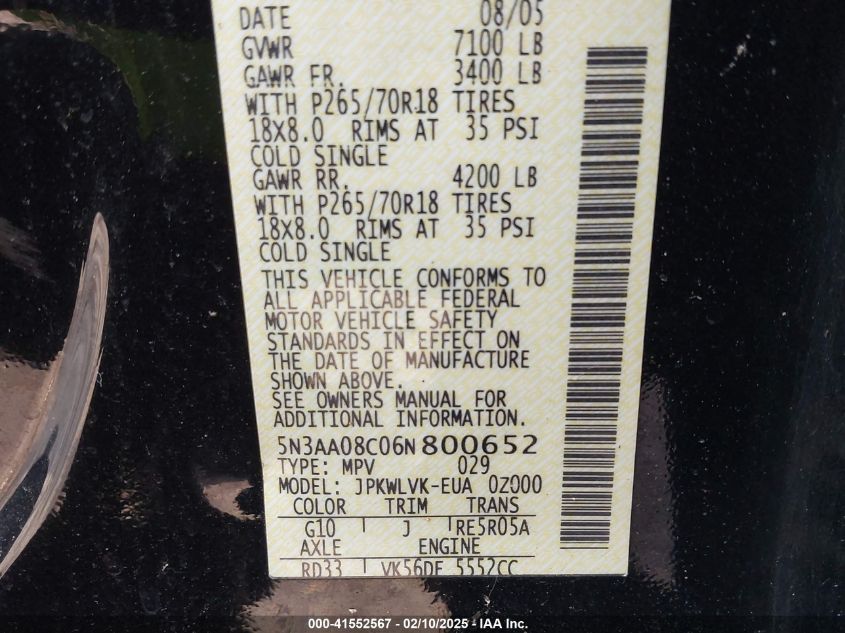 DATE 08/05
GVWR 7100 LB
GAWR FR. 3400 LB
WITH P265/70R18 TIRES
18X8.0 RIMS AT 35 PSI
COLD SINGLE
GAWR RR. 4200 LB
WITH P265/70R18 TIRES
18X8.0 RIMS AT 35 PSI
COLD SINGLE
THIS VEHICLE CONFORMS TO
ALL APPLICABLE FEDERAL
MOTOR VEHICLE SAFETY
STANDARDS IN EFFECT ON
THE DATE OF MANUFACTURE
SHOWN ABOVE.
SEE OWNERS MANUAL FOR
ADDITIONAL INFORMATION.
5N3AA08C06N800652
TYPE: MPV 029
MODEL: JPKWLVK-EUA 0Z000
COLOR TRIM TRANS
G10 J RE5R05A
AXLE ENGINE
RD33 VK56DE 5552CC
000-41552567 - 02/10/2025 - IAA Inc.